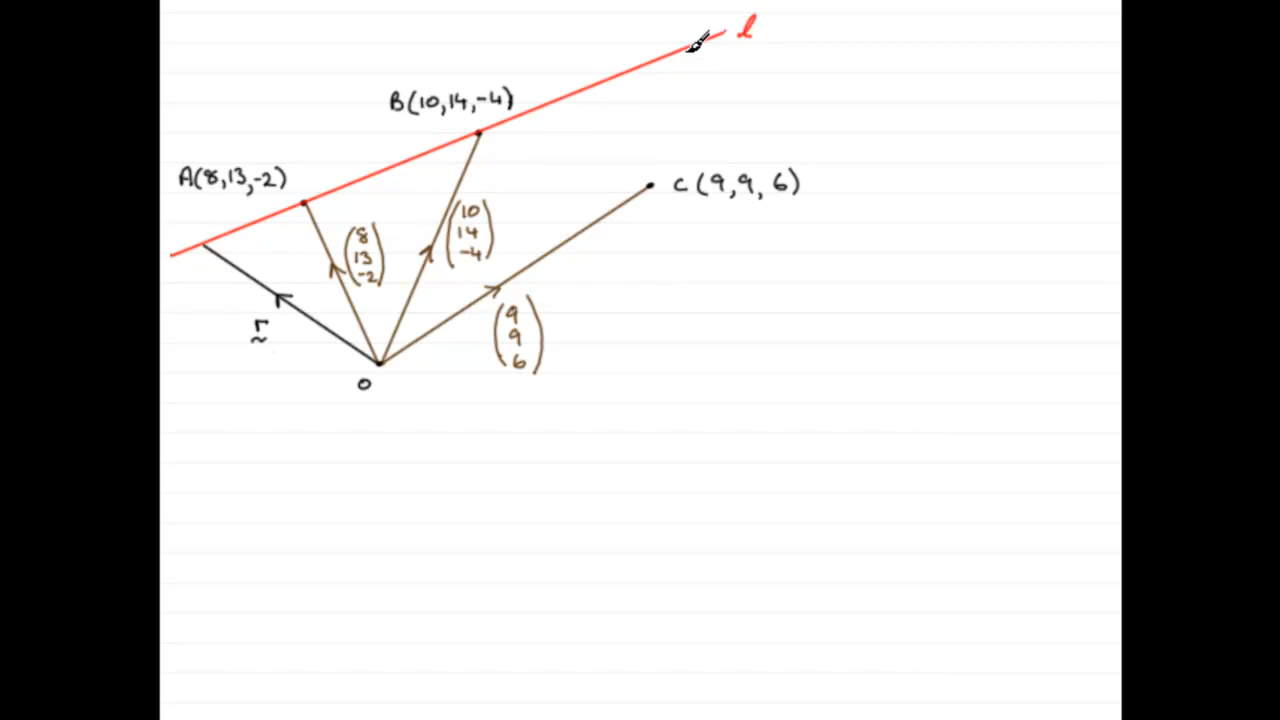 l
B(10,14,-4)
A(8,13,-2)
C(9,9,6)
(10
14
-4)
(8
13
-2)
(9
9
6)
r
~
O